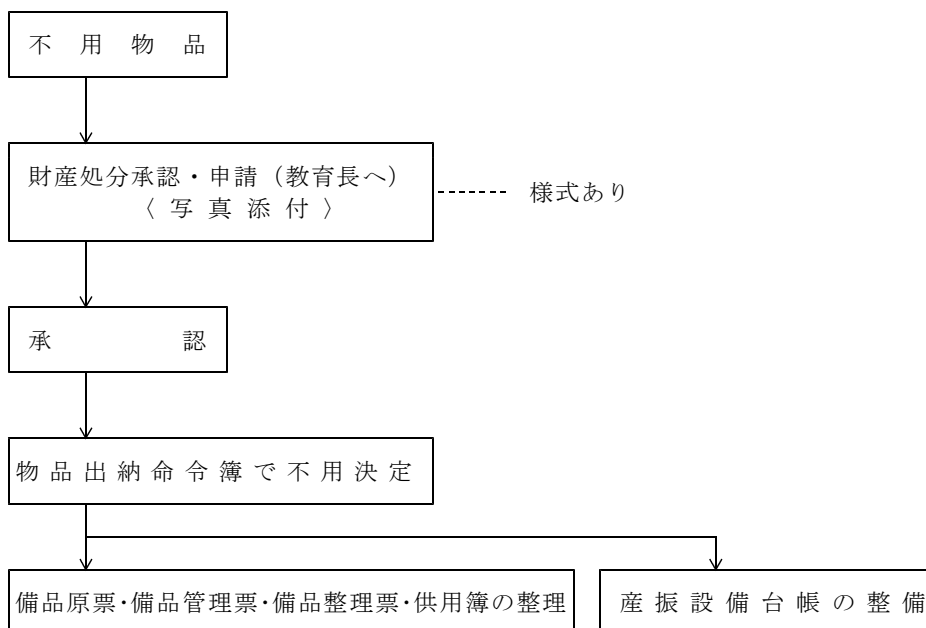 不用物品
財産処分承認・申請（教育長へ）
〈写真添付〉
様式あり
承認
物品出納命令簿で不用決定
備品原票・備品管理票・備品整理票・供用簿の整理
産振設備台帳の整備